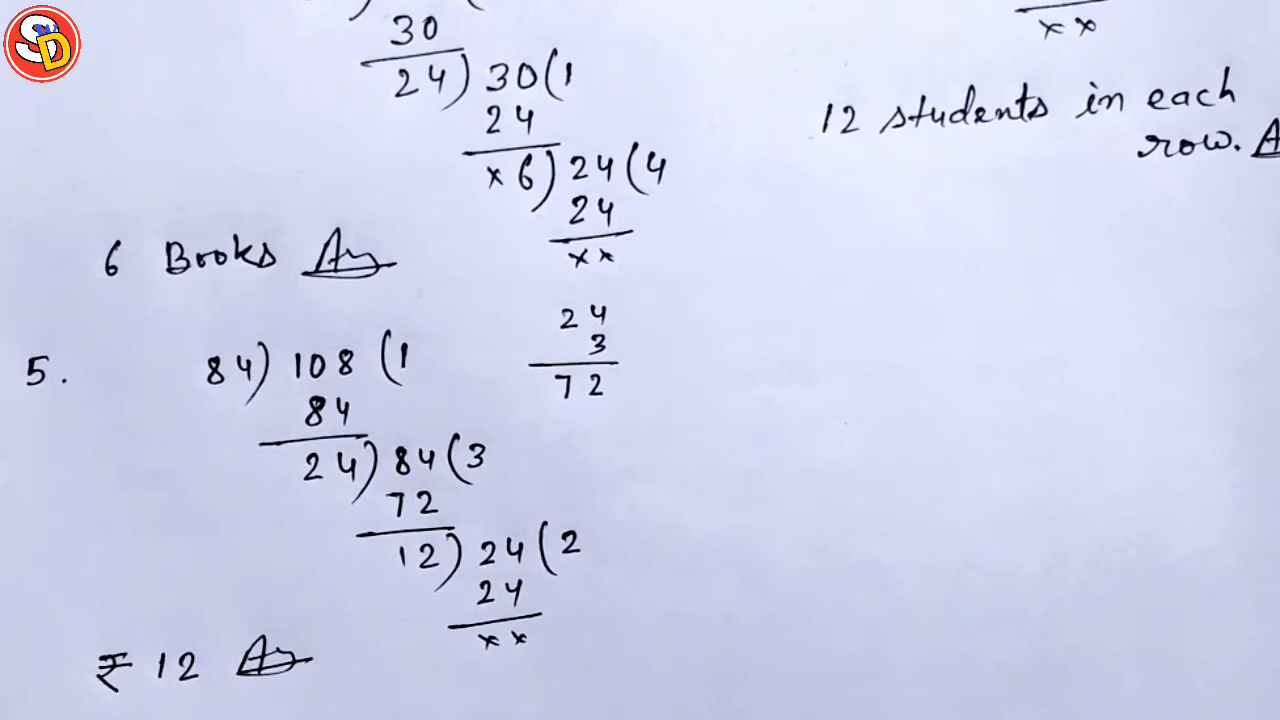 SD
30
24) 30 (1
24
× 6) 24 (4
24
× ×
6 Books Ans
24
3
72
5. 84) 108 (1
84
24) 84 (3
72
12) 24 (2
24
× ×
₹ 12 Ans
× ×
12 students in each
row. A